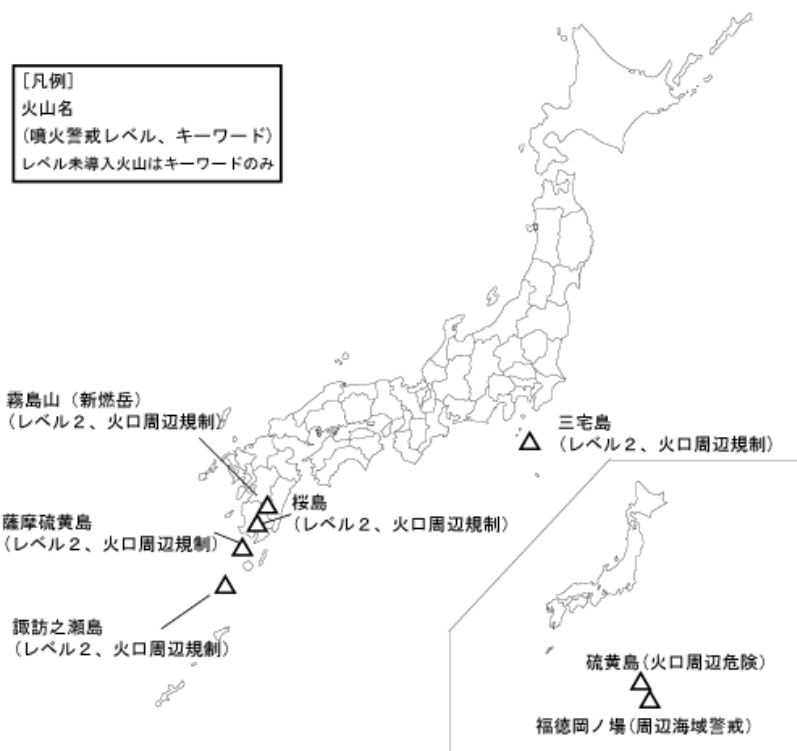 ［凡例］
火山名
（噴火警戒レベル、キーワード）
レベル未導入火山はキーワードのみ
霧島山（新燃岳）
（レベル２、火口周辺規制）
三宅島
（レベル２、火口周辺規制）
桜島
（レベル２、火口周辺規制）
薩摩硫黄島
（レベル２、火口周辺規制）
諏訪之瀬島
（レベル２、火口周辺規制）
硫黄島（火口周辺危険）
福徳岡ノ場（周辺海域警戒）